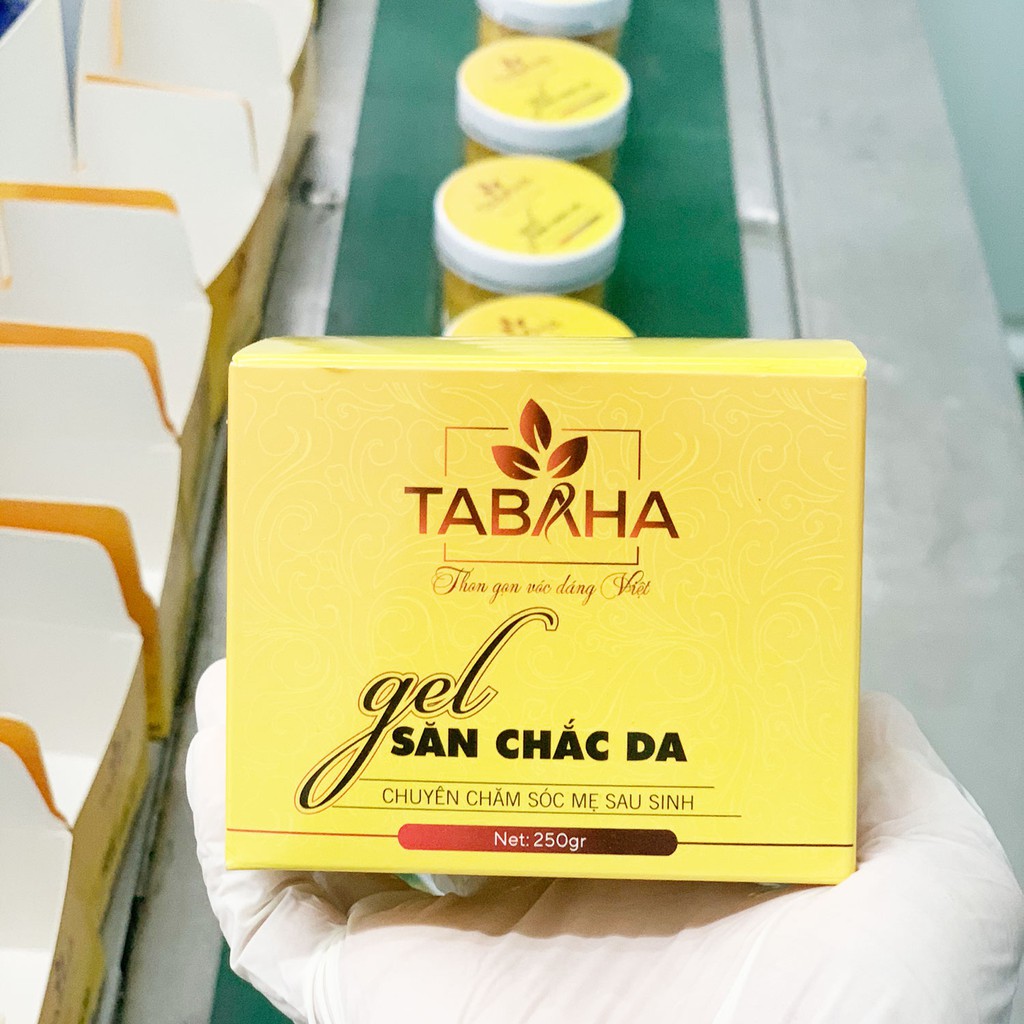 TABAHA
Thon gọn vóc dáng Việt
gel
SĂN CHẮC DA
CHUYÊN CHĂM SÓC MẸ SAU SINH
Net: 250gr